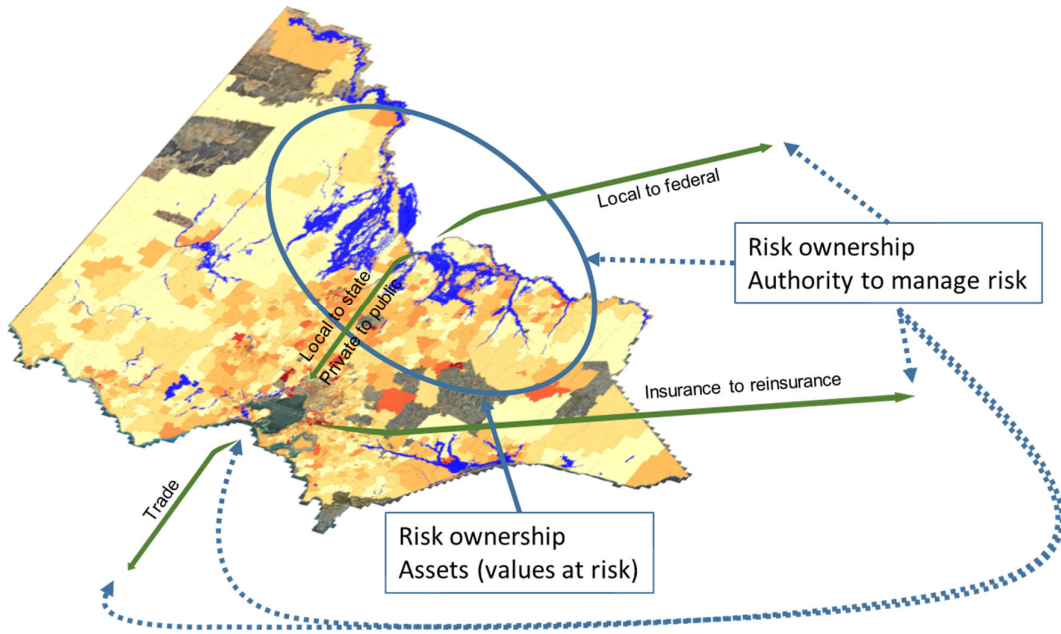 Local to federal
Risk ownership
Authority to manage risk
Local to state
Private to public
Insurance to reinsurance
Trade
Risk ownership
Assets (values at risk)